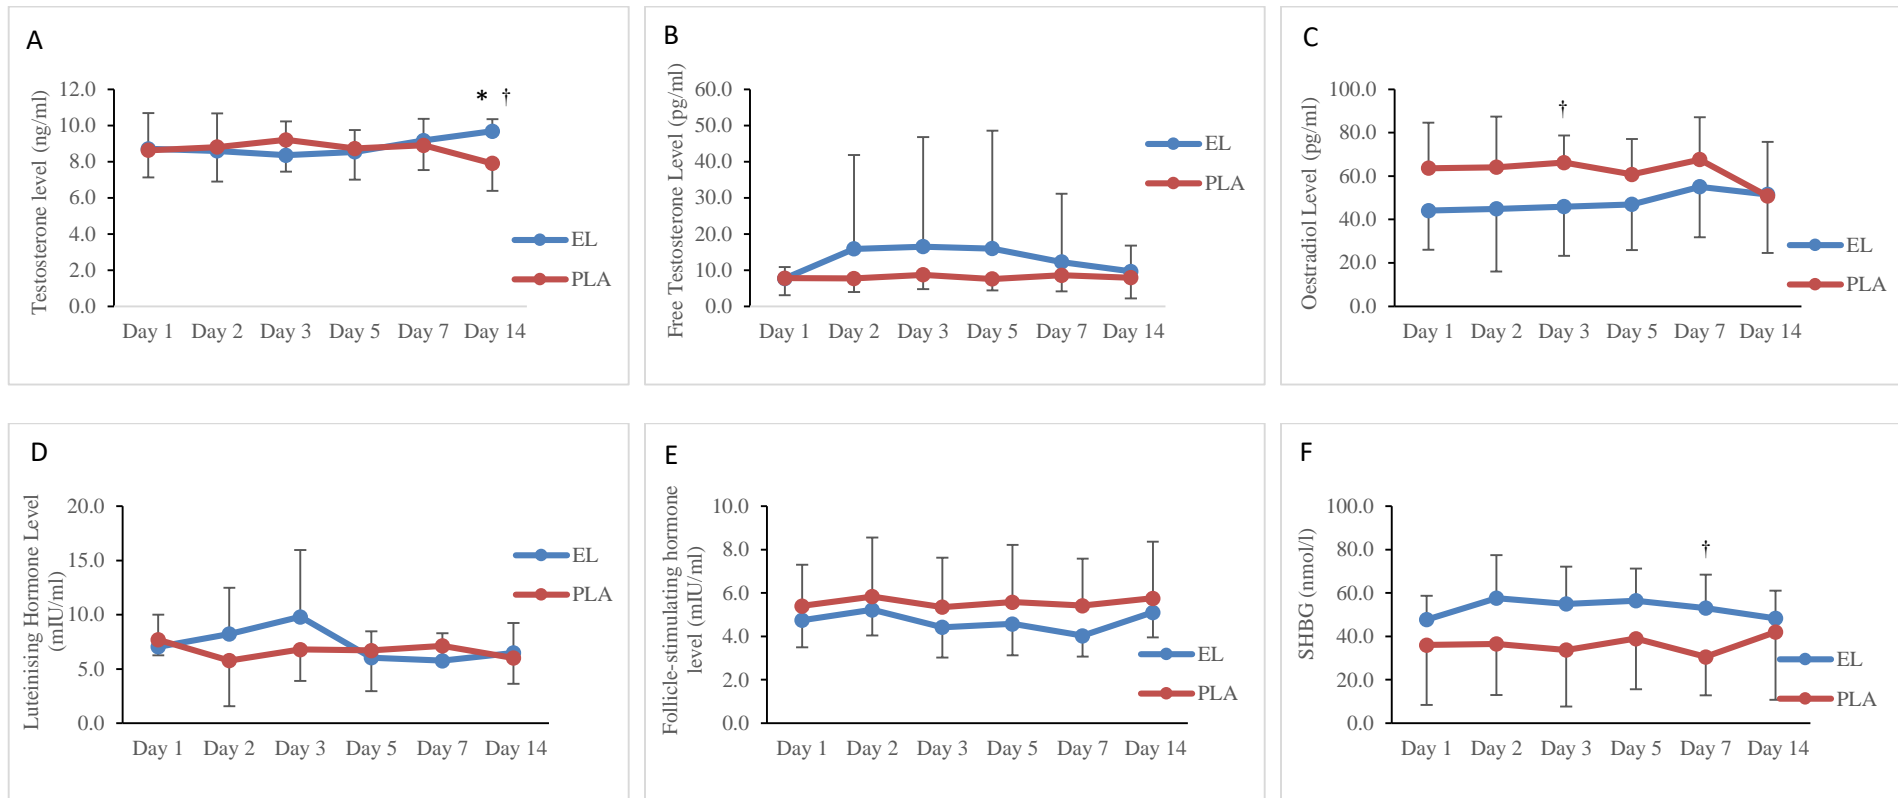 A
Testosterone level (ng/ml)
12.0
10.0
8.0
6.0
4.0
2.0
0.0
* †
EL
PLA
Day 1 Day 2 Day 3 Day 5 Day 7 Day 14
B
Free Testosterone Level (pg/ml)
60.0
50.0
40.0
30.0
20.0
10.0
0.0
EL
PLA
Day 1 Day 2 Day 3 Day 5 Day 7 Day 14
C
Oestradiol Level (pg/ml)
100.0
80.0
60.0
40.0
20.0
0.0
†
EL
PLA
Day 1 Day 2 Day 3 Day 5 Day 7 Day 14
D
Luteinising Hormone Level
(mIU/ml)
20.0
15.0
10.0
5.0
0.0
EL
PLA
Day 1 Day 2 Day 3 Day 5 Day 7 Day 14
E
Follicle-stimulating hormone
level (mIU/ml)
10.0
8.0
6.0
4.0
2.0
0.0
EL
PLA
Day 1 Day 2 Day 3 Day 5 Day 7 Day 14
F
SHBG (nmol/l)
100.0
80.0
60.0
40.0
20.0
0.0
†
EL
PLA
Day 1 Day 2 Day 3 Day 5 Day 7 Day 14